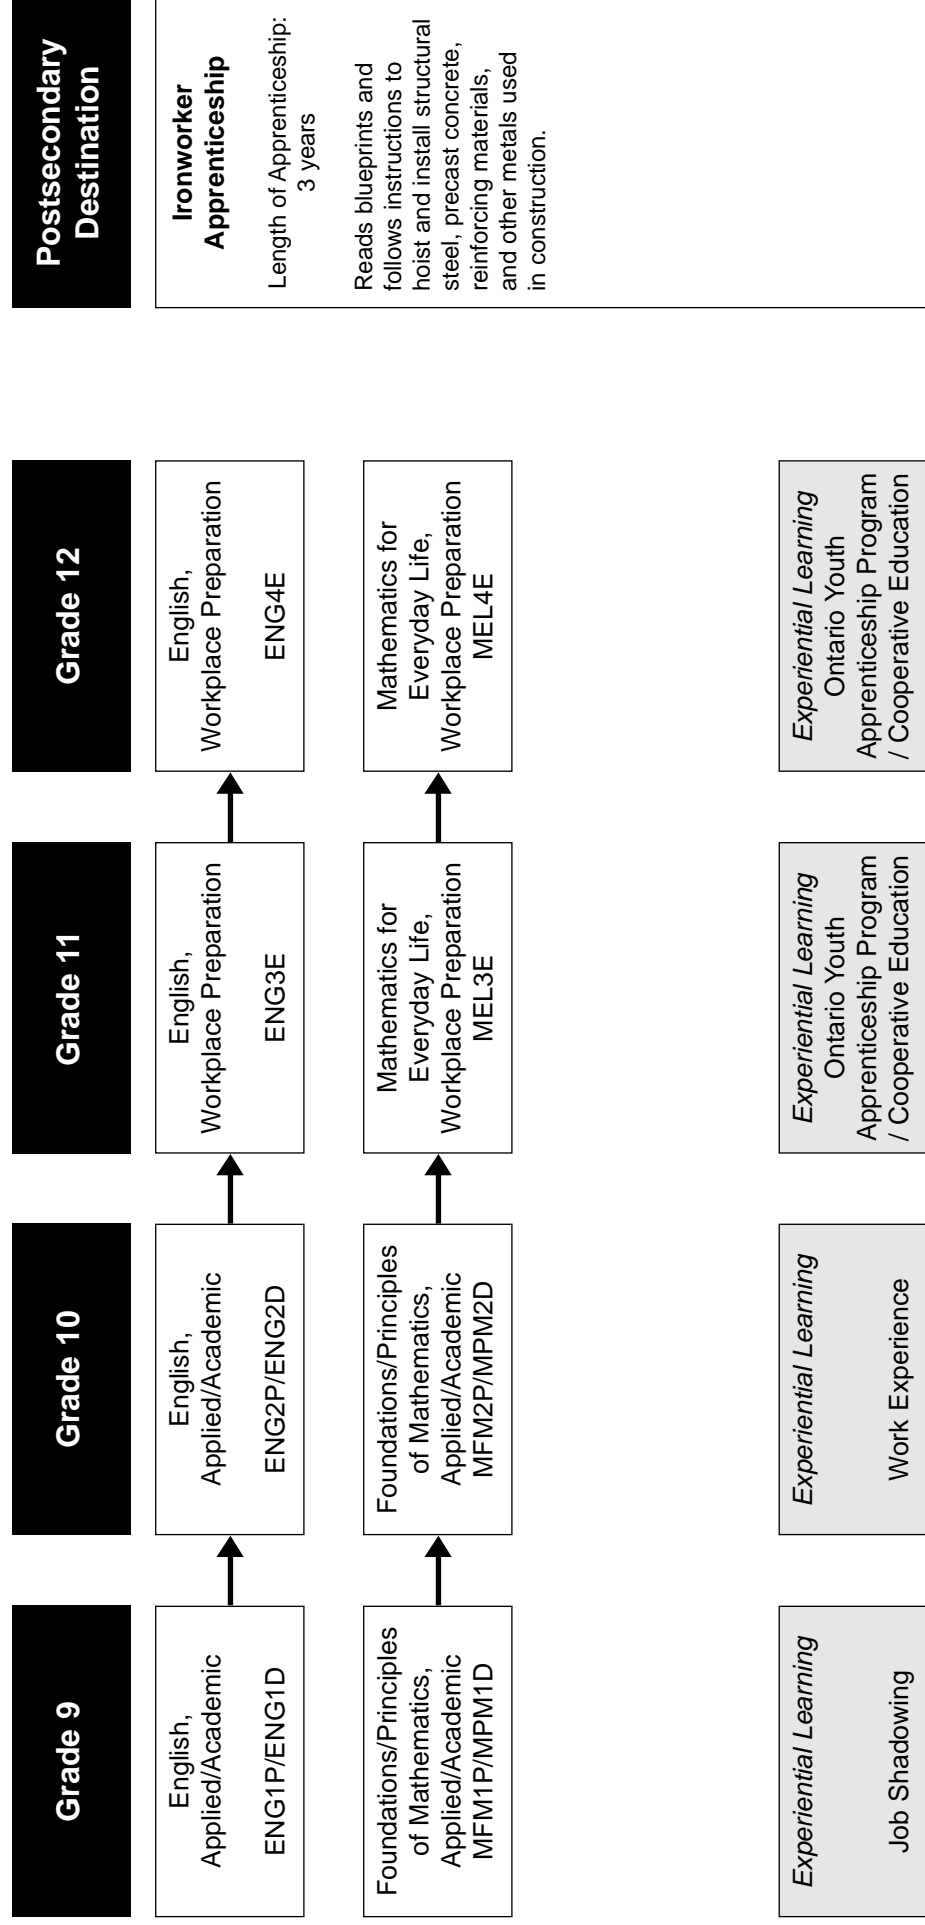 Grade 9
Grade 10
Grade 11
Grade 12
Postsecondary
Destination
English,
Applied/Academic
ENG1P/ENG1D
English,
Applied/Academic
ENG2P/ENG2D
English,
Workplace Preparation
ENG3E
English,
Workplace Preparation
ENG4E
Foundations/Principles
of Mathematics,
Applied/Academic
MFM1P/MPM1D
Foundations/Principles
of Mathematics,
Applied/Academic
MFM2P/MPM2D
Mathematics for
Everyday Life,
Workplace Preparation
MEL3E
Mathematics for
Everyday Life,
Workplace Preparation
MEL4E
Experiential Learning
Job Shadowing
Experiential Learning
Work Experience
Experiential Learning
Ontario Youth
Apprenticeship Program
/ Cooperative Education
Experiential Learning
Ontario Youth
Apprenticeship Program
/ Cooperative Education
Ironworker
Apprenticeship
Length of Apprenticeship:
3 years
Reads blueprints and
follows instructions to
hoist and install structural
steel, precast concrete,
reinforcing materials,
and other metals used
in construction.